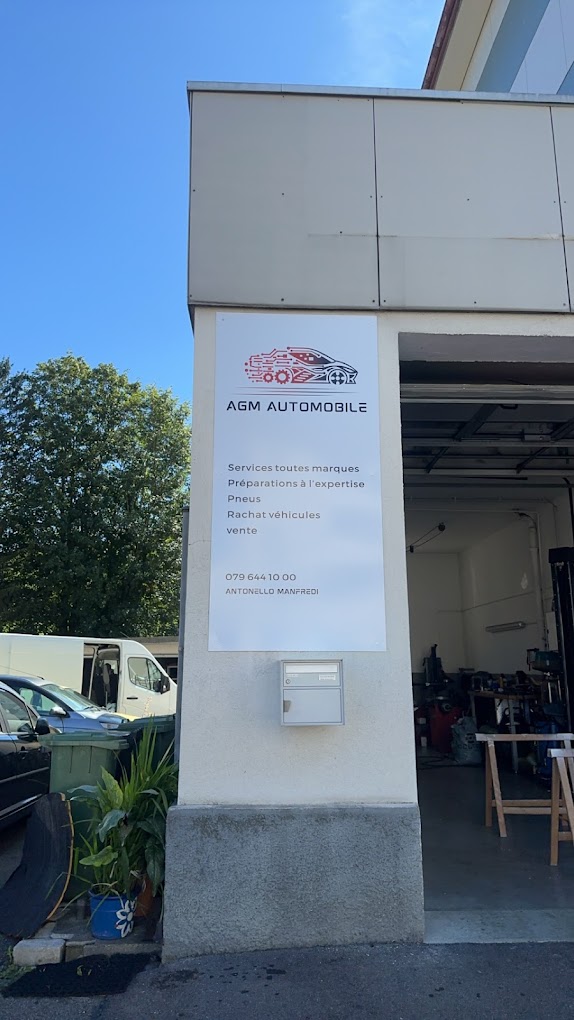 AGM AUTOMOBILE
Services toutes marques
Préparations à l'expertise
Pneus
Rachat véhicules
vente
079 644 10 00
ANTONELLO MANFREDI